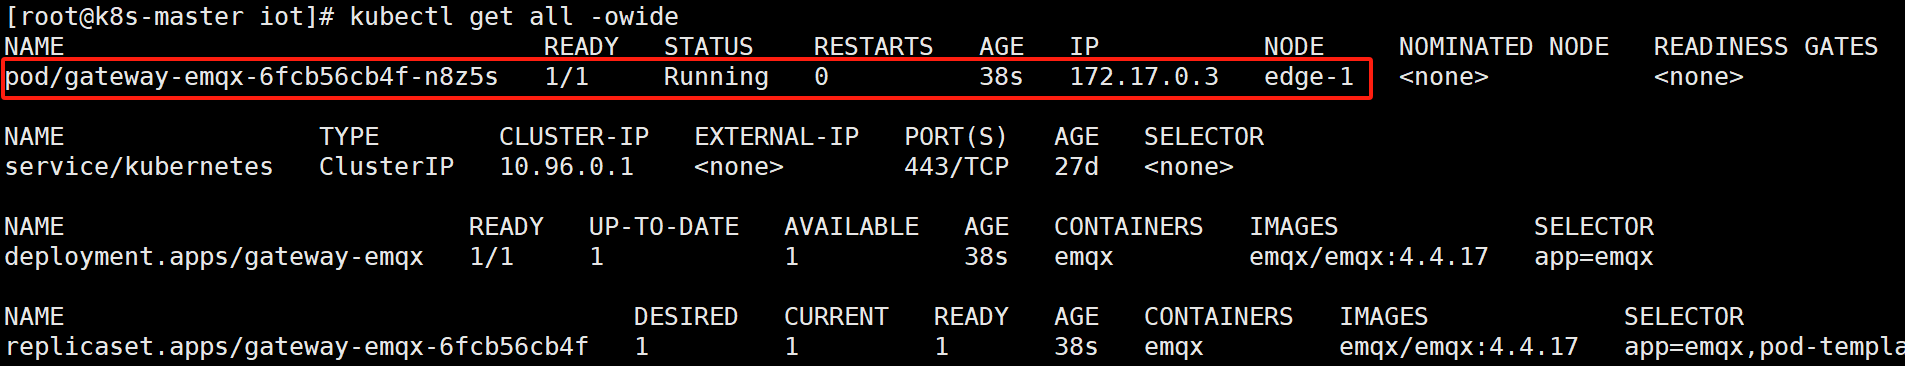 [root@k8s-master iot]# kubectl get all -owide
NAME READY STATUS RESTARTS AGE IP NODE NOMINATED NODE READINESS GATES
pod/gateway-emqx-6fcb56cb4f-n8z5s 1/1 Running 0 38s 172.17.0.3 edge-1 <none> <none>
NAME TYPE CLUSTER-IP EXTERNAL-IP PORT(S) AGE SELECTOR
service/kubernetes ClusterIP 10.96.0.1 <none> 443/TCP 27d <none>
NAME READY UP-TO-DATE AVAILABLE AGE CONTAINERS IMAGES SELECTOR
deployment.apps/gateway-emqx 1/1 1 1 38s emqx emqx/emqx:4.4.17 app=emqx
NAME DESIRED CURRENT READY AGE CONTAINERS IMAGES SELECTOR
replicaset.apps/gateway-emqx-6fcb56cb4f 1 1 1 38s emqx emqx/emqx:4.4.17 app=emqx,pod-templa